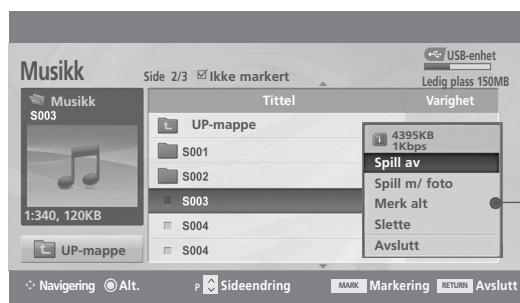 USB-enhet
Musikk
Side 2/3 ☑Ikke markert
Ledig plass 150MB
Musikk
S003
1:340, 120KB
UP-mappe
Tittel
Varighet
UP-mappe
S001
S002
S003
S004
S004
4395KB
1Kbps
Spill av
Spill m/ foto
Merk alt
Slette
Avslutt
Navigering
Alt.
P Sideendring
MARK Markering
RETURN Avslutt